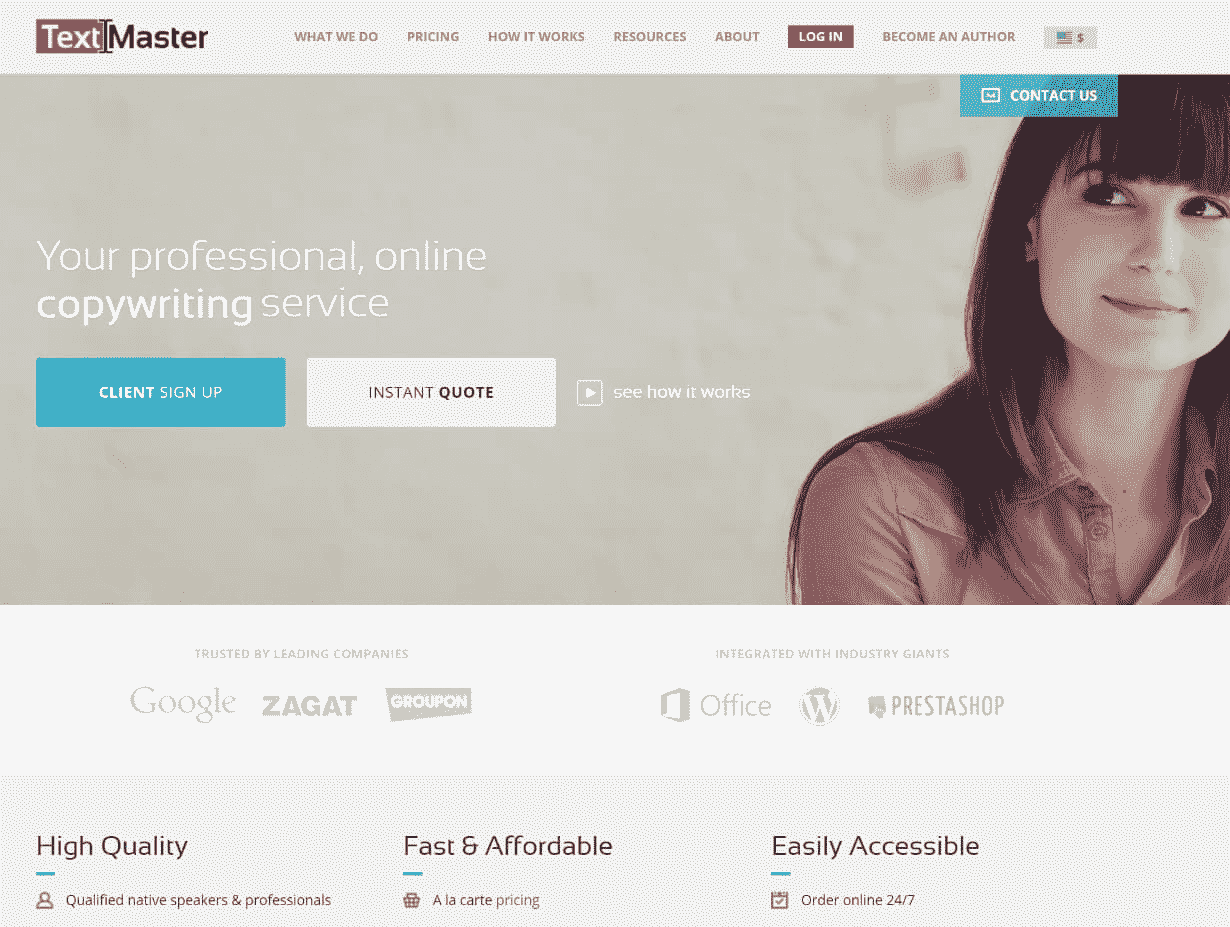 TextMaster
WHAT WE DO PRICING HOW IT WORKS RESOURCES ABOUT LOG IN BECOME AN AUTHOR $
CONTACT US
Your professional, online
copywriting service
CLIENT SIGN UP INSTANT QUOTE see how it works
TRUSTED BY LEADING COMPANIES INTEGRATED WITH INDUSTRY GIANTS
Google ZAGAT GROUPON Office PRESTASHOP
High Quality Fast & Affordable Easily Accessible
Qualified native speakers & professionals A la carte pricing Order online 24/7